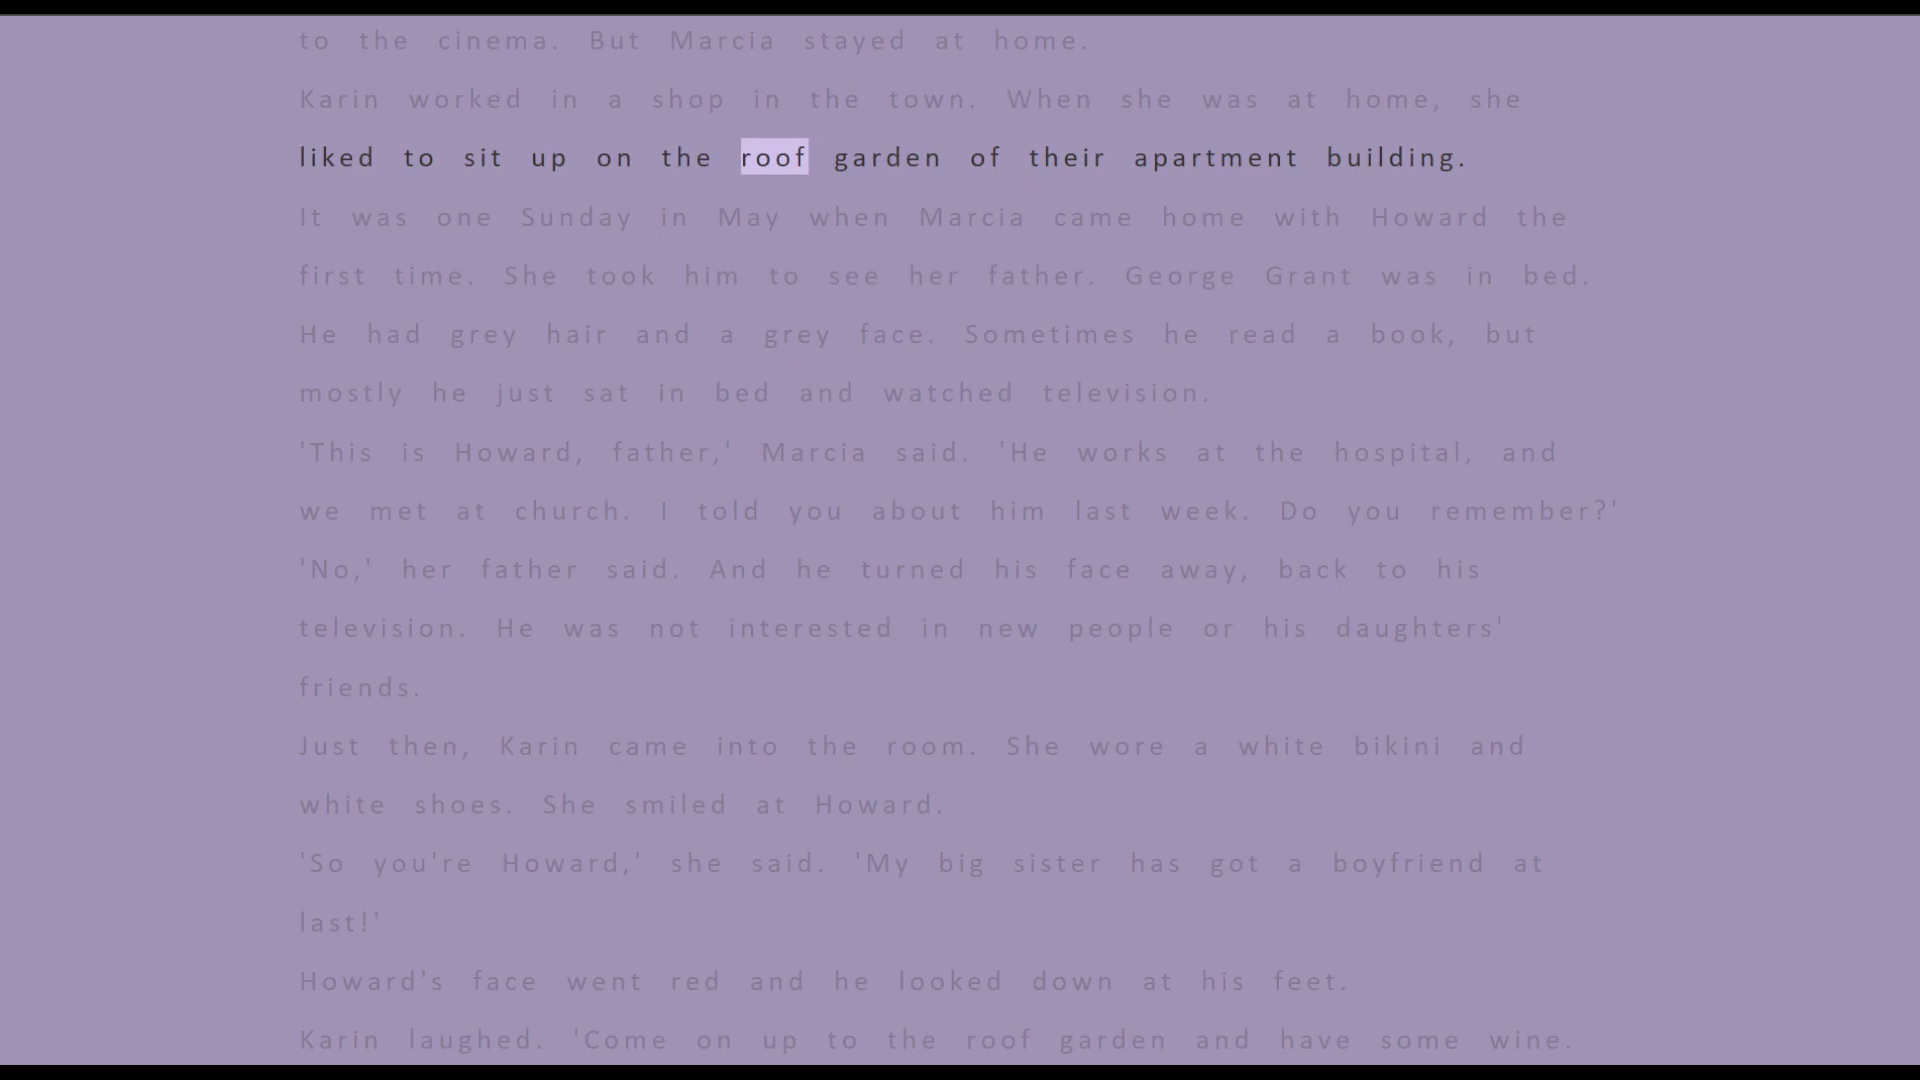 to the cinema. But Marcia stayed at home.
Karin worked in a shop in the town. When she was at home, she
liked to sit up on the roof garden of their apartment building.
It was one Sunday in May when Marcia came home with Howard the
first time. She took him to see her father. George Grant was in bed.
He had grey hair and a grey face. Sometimes he read a book, but
mostly he just sat in bed and watched television.
'This is Howard, father,' Marcia said. 'He works at the hospital, and
we met at church. I told you about him last week. Do you remember?'
'No,' her father said. And he turned his face away, back to his
television. He was not interested in new people or his daughters'
friends.
Just then, Karin came into the room. She wore a white bikini and
white shoes. She smiled at Howard.
'So you're Howard,' she said. 'My big sister has got a boyfriend at
last!'
Howard's face went red and he looked down at his feet.
Karin laughed. 'Come on up to the roof garden and have some wine.